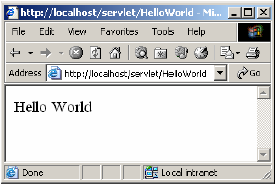 http://localhost/servlet/HelloWorld - Mi...
File Edit View Favorites Tools Help
Address http://localhost/servlet/HelloWorld Go
Hello World
Done Local intranet